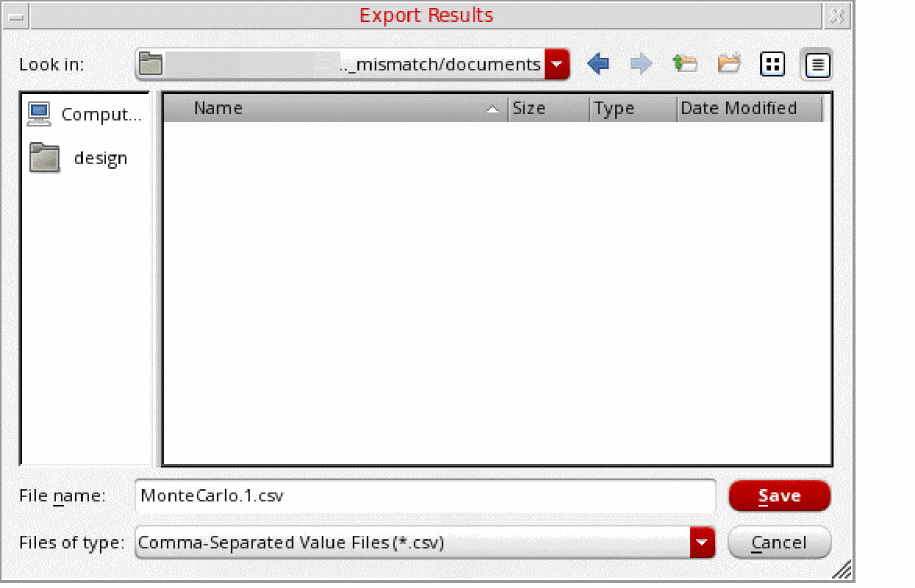 Export Results
Look in: .._mismatch/documents
Comput...
design
Name Size Type Date Modified
File name: MonteCarlo.1.csv Save
Files of type: Comma-Separated Value Files(*.csv) Cancel